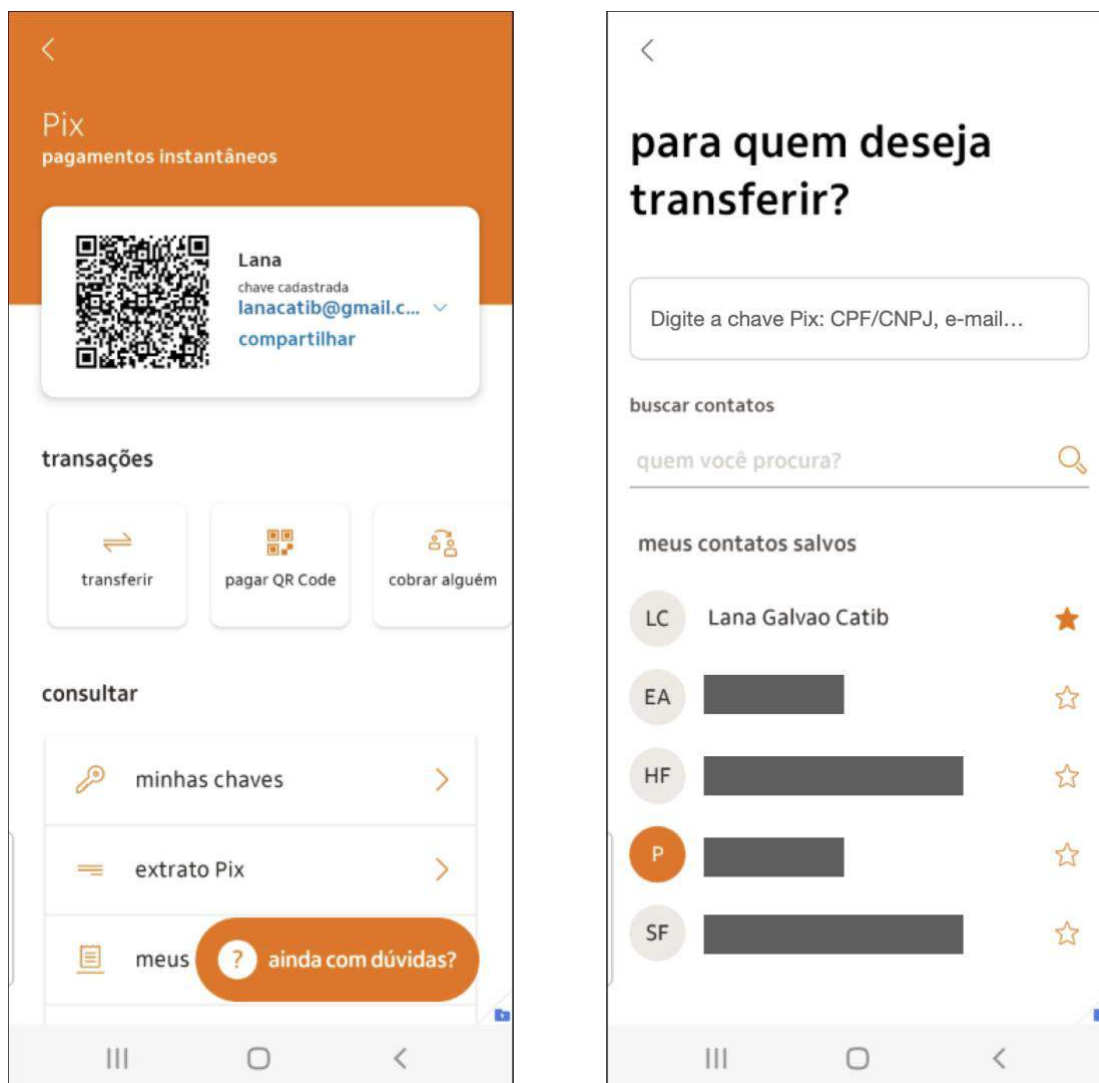 Pix
pagamentos instantâneos
Lana
chave cadastrada
lanacatib@gmail.c...
compartilhar
transações
transferir
pagar QR Code
cobrar alguém
consultar
minhas chaves
extrato Pix
meus
? ainda com dúvidas?
para quem deseja
transferir?
Digite a chave Pix: CPF/CNPJ, e-mail...
buscar contatos
quem você procura?
meus contatos salvos
LC Lana Galvao Catib
EA
HF
P
SF